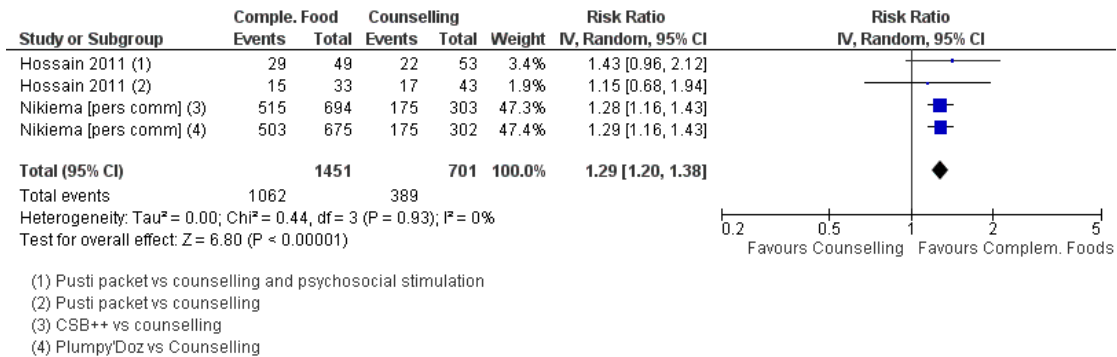 Comple. Food Counselling Risk Ratio Risk Ratio
Study or Subgroup Events Total Events Total Weight IV, Random, 95% CI IV, Random, 95% CI
Hossain 2011 (1) 29 49 22 53 3.4% 1.43 [0.96, 2.12]
Hossain 2011 (2) 15 33 17 43 1.9% 1.15 [0.68, 1.94]
Nikiema [pers comm] (3) 515 694 175 303 47.3% 1.28 [1.16, 1.43]
Nikiema [pers comm] (4) 503 675 175 302 47.4% 1.29 [1.16, 1.43]
Total (95% CI) 1451 701 100.0% 1.29 [1.20, 1.38]
Total events 1062 389
Heterogeneity: Tau² = 0.00; Chi² = 0.44, df = 3 (P = 0.93); I² = 0%
Test for overall effect: Z = 6.80 (P < 0.00001)
0.2 0.5 1 2 5
Favours Counselling Favours Complem. Foods
(1) Pusti packet vs counselling and psychosocial stimulation
(2) Pusti packet vs counselling
(3) CSB++ vs counselling
(4) Plumpy'Doz vs Counselling